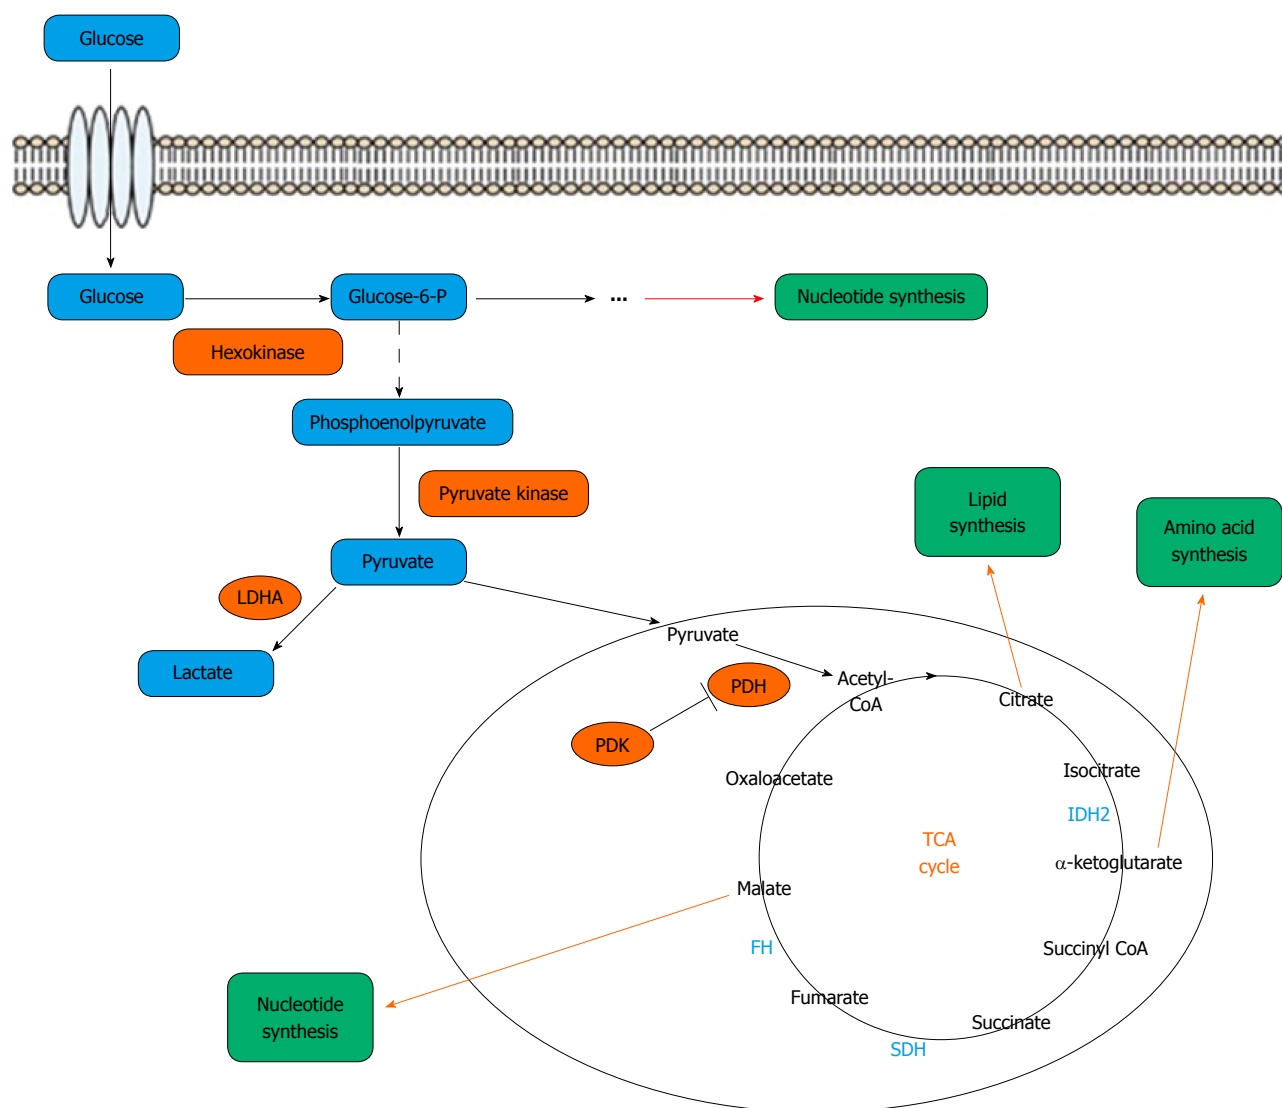 Glucose
Glucose
Glucose-6-P
...
Nucleotide synthesis
Hexokinase
Phosphoenolpyruvate
Pyruvate kinase
Lipid
synthesis
Amino acid
synthesis
Pyruvate
LDHA
Lactate
Pyruvate
Acetyl-
CoA
PDH
PDK
Citrate
Isocitrate
Oxaloacetate
IDH2
TCA
cycle
α-ketoglutarate
Malate
FH
Succinyl CoA
Fumarate
Succinate
SDH
Nucleotide
synthesis